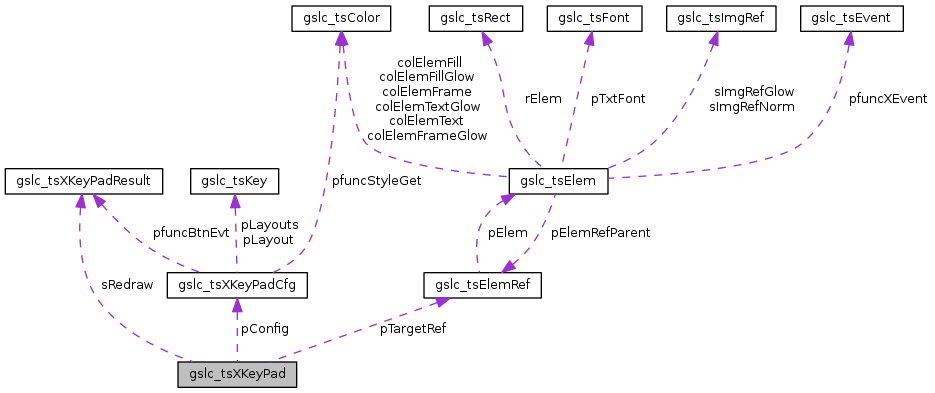 gslc_tsColor
gslc_tsRect
gslc_tsFont
gslc_tsImgRef
gslc_tsEvent
colElemFill
colElemFillGlow
colElemFrame
colElemTextGlow
colElemText
colElemFrameGlow
rElem
pTxtFont
sImgRefGlow
sImgRefNorm
pfuncXEvent
gslc_tsXKeyPadResult
gslc_tsKey
pfuncStyleGet
gslc_tsElem
pfuncBtnEvt
pLayouts
pLayout
pElem
pElemRefParent
sRedraw
gslc_tsXKeyPadCfg
gslc_tsElemRef
pConfig
pTargetRef
gslc_tsXKeyPad